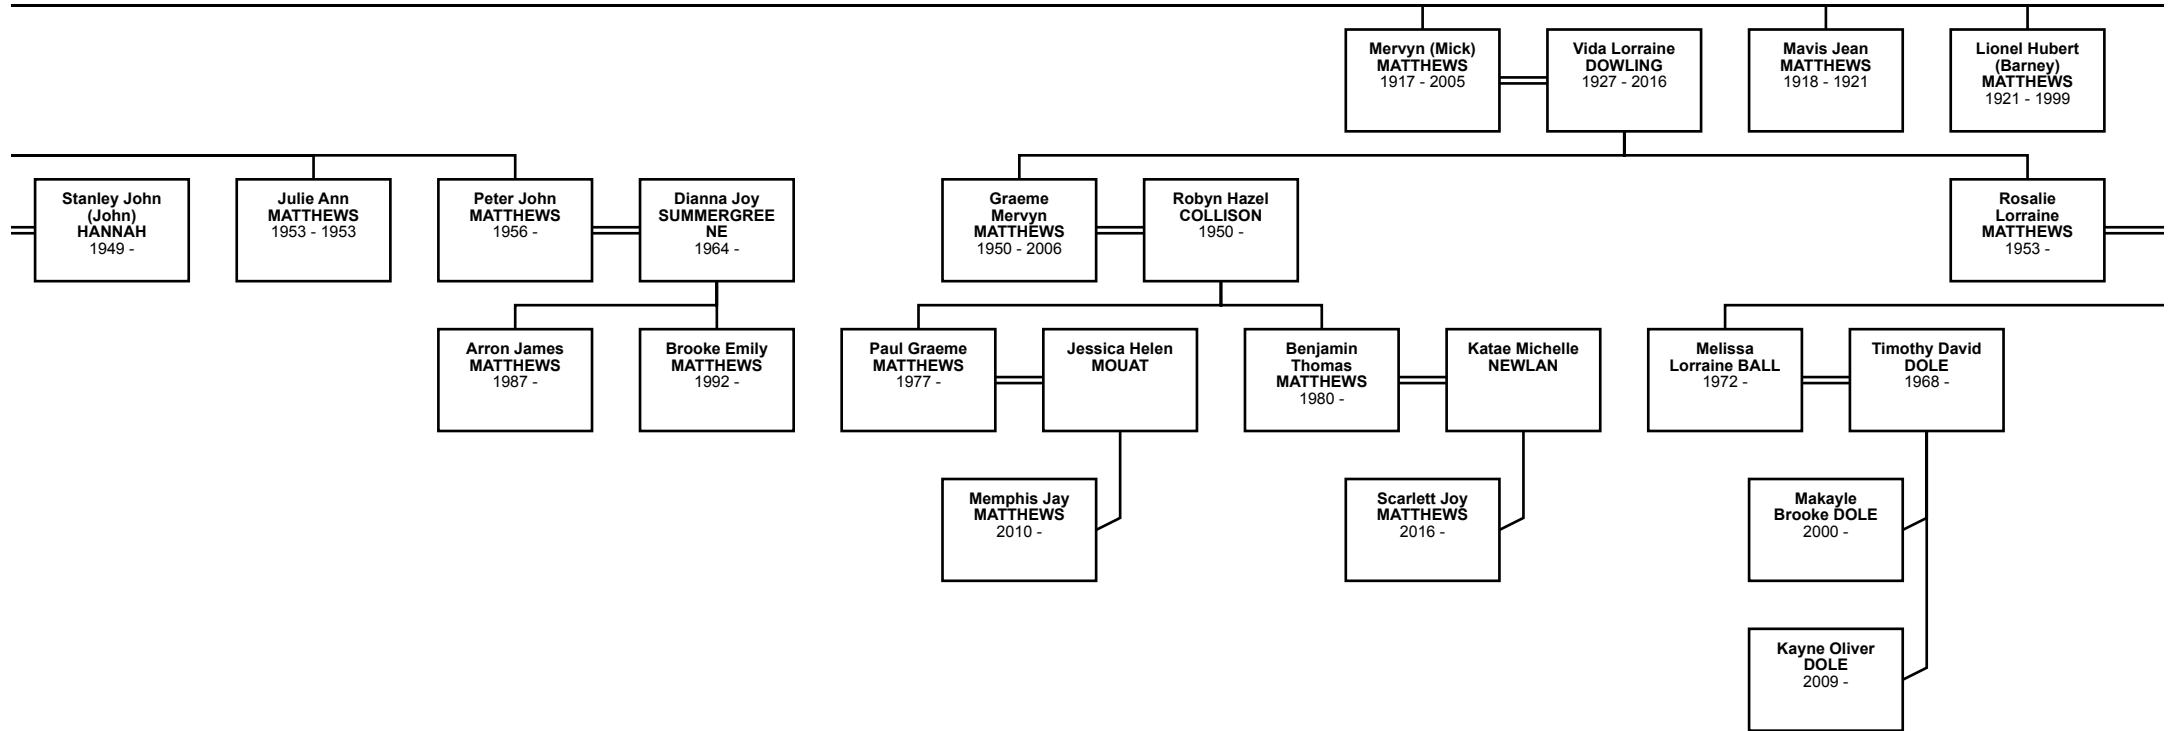 Mervyn (Mick)
MATTHEWS
1917 - 2005
Vida Lorraine
DOWLING
1927 - 2016
Mavis Jean
MATTHEWS
1918 - 1921
Lionel Hubert
(Barney)
MATTHEWS
1921 - 1999
Stanley John
(John)
HANNAH
1949 -
Julie Ann
MATTHEWS
1953 - 1953
Peter John
MATTHEWS
1956 -
Dianna Joy
SUMMERGREE
NE
1964 -
Graeme
Mervyn
MATTHEWS
1950 - 2006
Robyn Hazel
COLLISON
1950 -
Rosalie
Lorraine
MATTHEWS
1953 -
Arron James
MATTHEWS
1987 -
Brooke Emily
MATTHEWS
1992 -
Paul Graeme
MATTHEWS
1977 -
Jessica Helen
MOUAT
Benjamin
Thomas
MATTHEWS
1980 -
Katae Michelle
NEWLAN
Melissa
Lorraine BALL
1972 -
Timothy David
DOLE
1968 -
Memphis Jay
MATTHEWS
2010 -
Scarlett Joy
MATTHEWS
2016 -
Makayle
Brooke DOLE
2000 -
Kayne Oliver
DOLE
2009 -